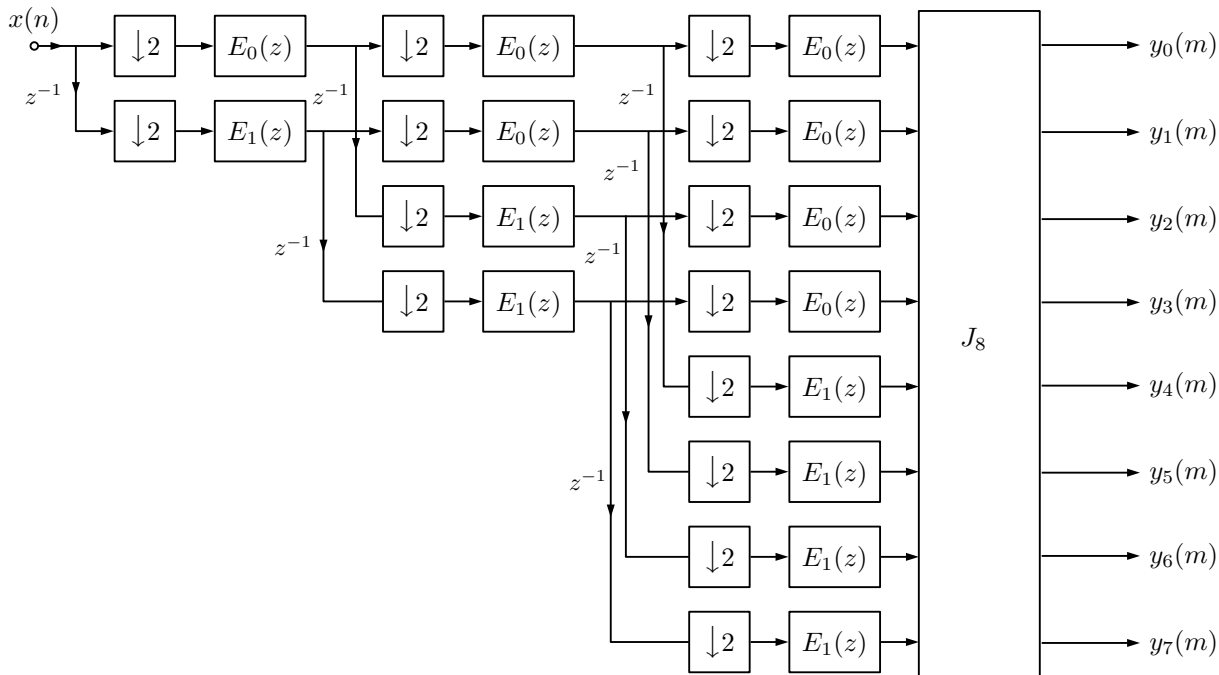 x(n)
↓2 E₀(z) ↓2 E₀(z) ↓2 E₀(z) y₀(m)
z⁻¹ z⁻¹ z⁻¹
↓2 E₁(z) ↓2 E₀(z) ↓2 E₀(z) y₁(m)
z⁻¹
↓2 E₁(z) ↓2 E₀(z) y₂(m)
z⁻¹ z⁻¹
↓2 E₁(z) ↓2 E₀(z) y₃(m)
J₈
↓2 E₁(z) y₄(m)
↓2 E₁(z) y₅(m)
z⁻¹
↓2 E₁(z) y₆(m)
↓2 E₁(z) y₇(m)